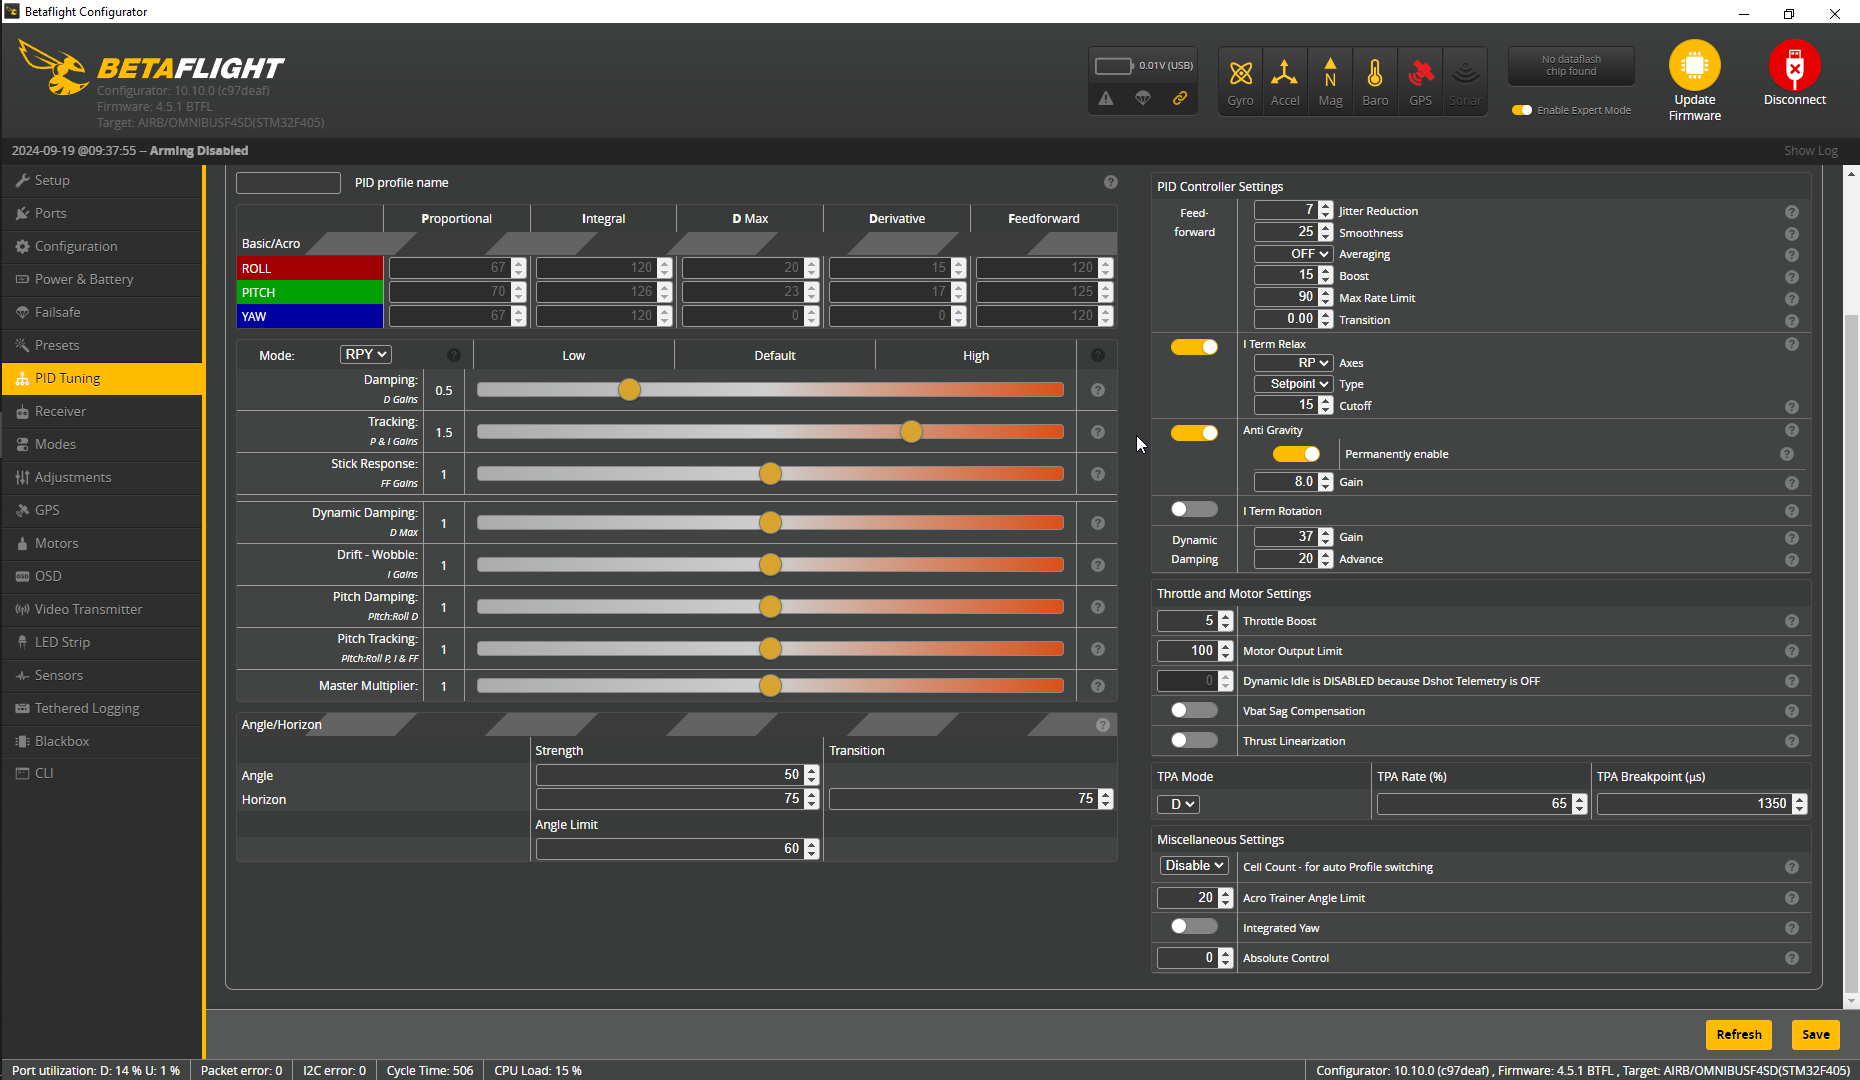 Betaflight Configurator
BETAFLIGHT
Configurator: 10.10.0 (c97deaf)
Firmware: 4.5.1 BTFL
Target: AIRB/OMNIBUSF4SD(STM32F405)
0.01V (USB)
Gyro
Accel
Mag
Baro
GPS
Sonar
No dataflash
chip found
Enable Expert Mode
Update
Firmware
Disconnect
2024-09-19 @09:37:55 -- Arming Disabled
Show Log
Setup
Ports
Configuration
Power & Battery
Failsafe
Presets
PID Tuning
Receiver
Modes
Adjustments
GPS
Motors
OSD
Video Transmitter
LED Strip
Sensors
Tethered Logging
Blackbox
CLI
PID profile name
Proportional Integral D Max Derivative Feedforward
Basic/Acro
ROLL 67 120 20 15 120
PITCH 70 126 23 17 125
YAW 67 120 0 0 120
Mode: RPY Low Default High
Damping:
D Gains
0.5
Tracking:
P & I Gains
1.5
Stick Response:
FF Gains
1
Dynamic Damping:
D Max
1
Drift - Wobble:
I Gains
1
Pitch Damping:
Pitch:Roll D
1
Pitch Tracking:
Pitch:Roll P, I & FF
1
Master Multiplier: 1
Angle/Horizon
Strength Transition
Angle 50
Horizon 75 75
Angle Limit
60
PID Controller Settings
Feed-
forward
7 Jitter Reduction
25 Smoothness
OFF Averaging
15 Boost
90 Max Rate Limit
0.00 Transition
I Term Relax
RP Axes
Setpoint Type
15 Cutoff
Anti Gravity
Permanently enable
8.0 Gain
I Term Rotation
Dynamic
Damping
37 Gain
20 Advance
Throttle and Motor Settings
5 Throttle Boost
100 Motor Output Limit
0 Dynamic Idle is DISABLED because Dshot Telemetry is OFF
Vbat Sag Compensation
Thrust Linearization
TPA Mode TPA Rate (%) TPA Breakpoint (µs)
D 65 1350
Miscellaneous Settings
Disable Cell Count - for auto Profile switching
20 Acro Trainer Angle Limit
Integrated Yaw
0 Absolute Control
Refresh Save
Port utilization: D: 14 % U: 1 % Packet error: 0 I2C error: 0 Cycle Time: 506 CPU Load: 15 % Configurator: 10.10.0 (c97deaf) , Firmware: 4.5.1 BTFL , Target: AIRB/OMNIBUSF4SD(STM32F405)